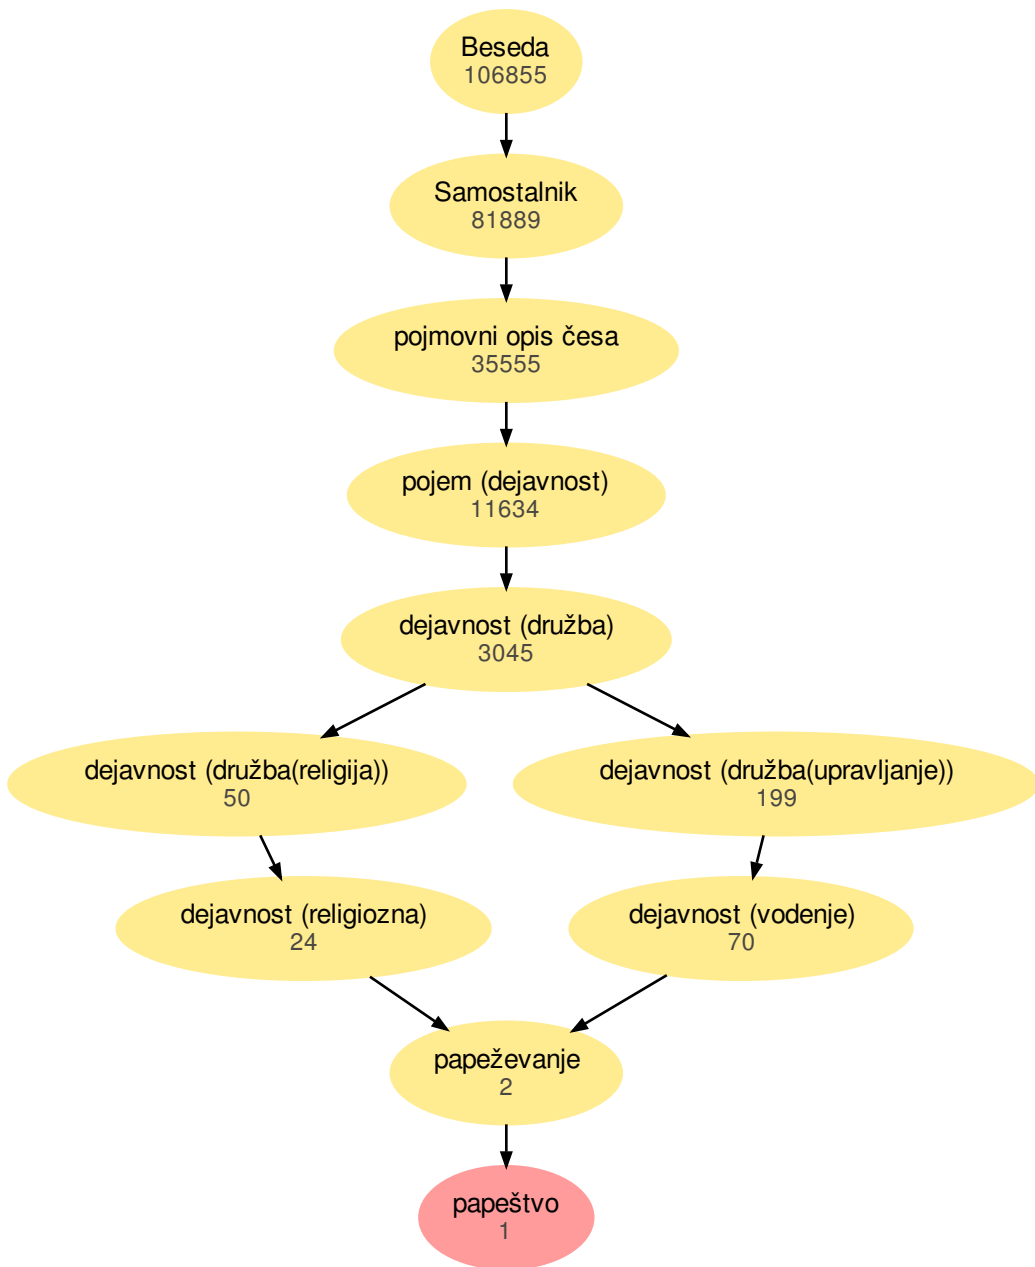 Beseda
106855
Samostalnik
81889
pojmovni opis česa
35555
pojem (dejavnost)
11634
dejavnost (družba)
3045
dejavnost (družba(religija))
50
dejavnost (družba(upravljanje))
199
dejavnost (religiozna)
24
dejavnost (vodenje)
70
papeževanje
2
papeštvo
1